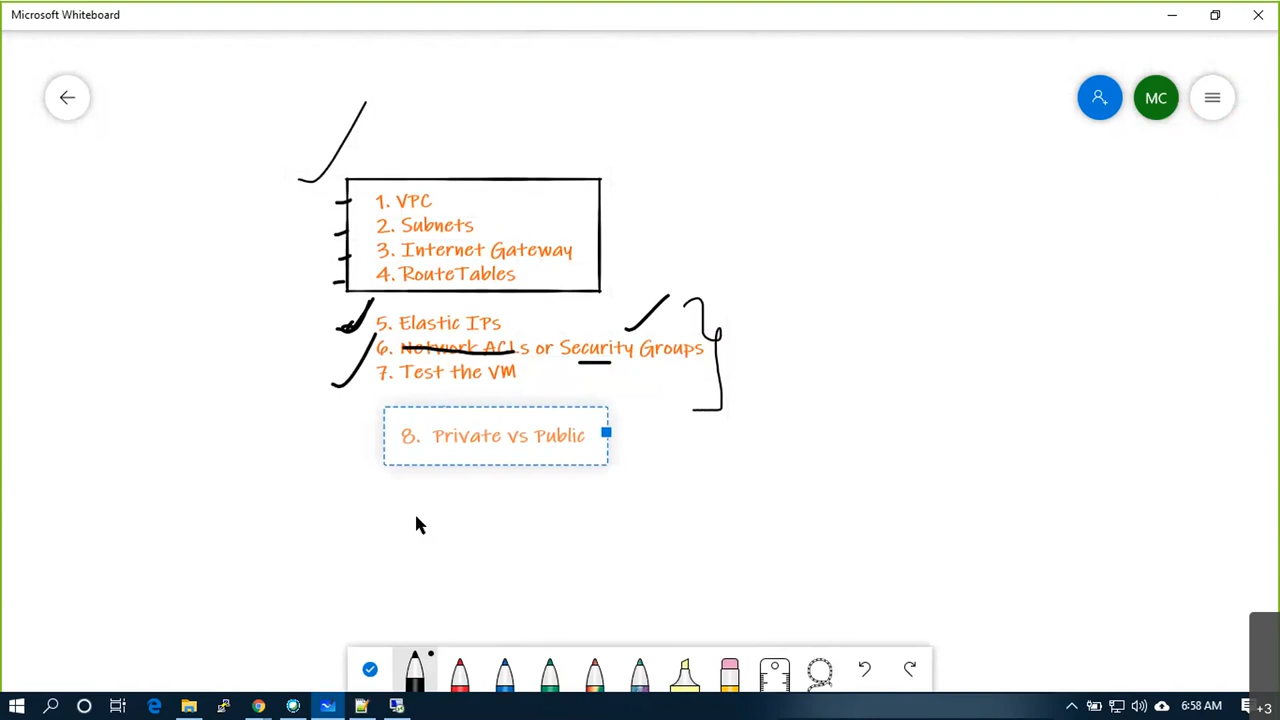 Microsoft Whiteboard
MC
1. VPC
2. Subnets
3. Internet Gateway
4. RouteTables
5. Elastic IPs
6. Network ACLs or Security Groups
7. Test the VM
8. Private vs Public
6:58 AM
+3